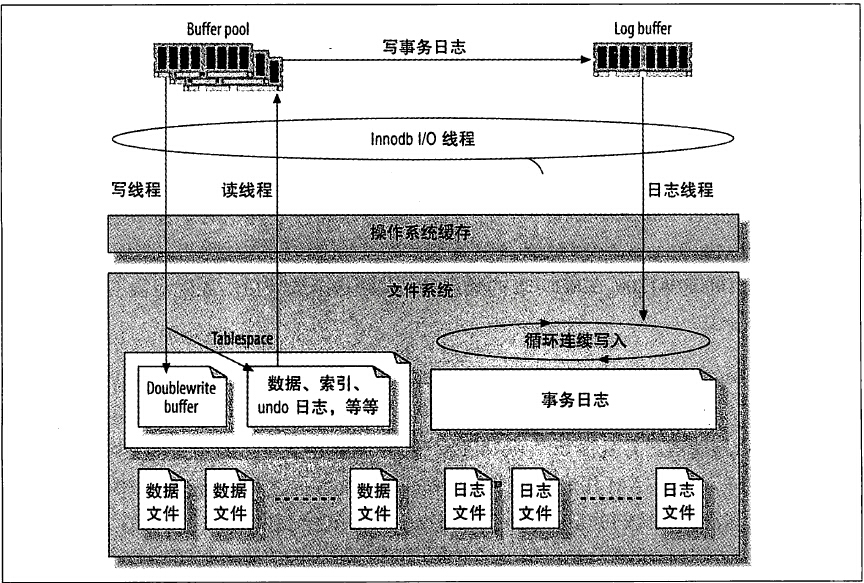 Buffer pool
Log buffer
写事务日志
Innodb I/O 线程
写线程
读线程
日志线程
操作系统缓存
文件系统
Tablespace
循环连续写入
Doublewrite
buffer
数据、索引、
undo 日志，等等
事务日志
数据
文件
数据
文件
数据
文件
日志
文件
日志
文件
日志
文件